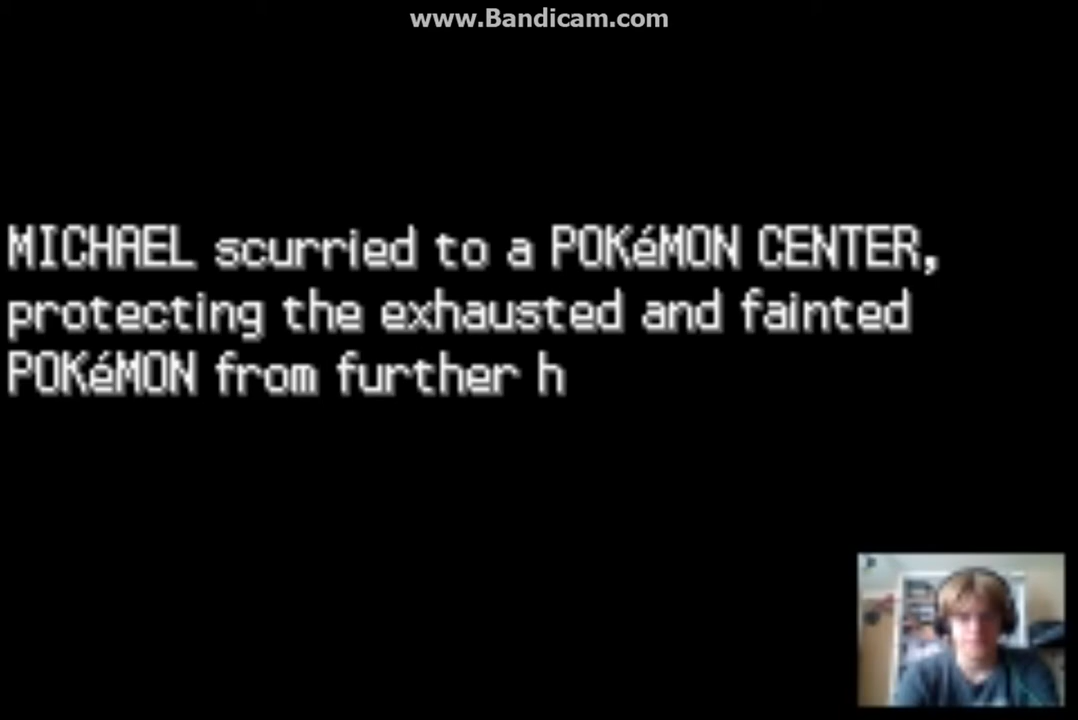 www.Bandicam.com
MICHAEL scurried to a POKéMON CENTER,
protecting the exhausted and fainted
POKéMON from further h